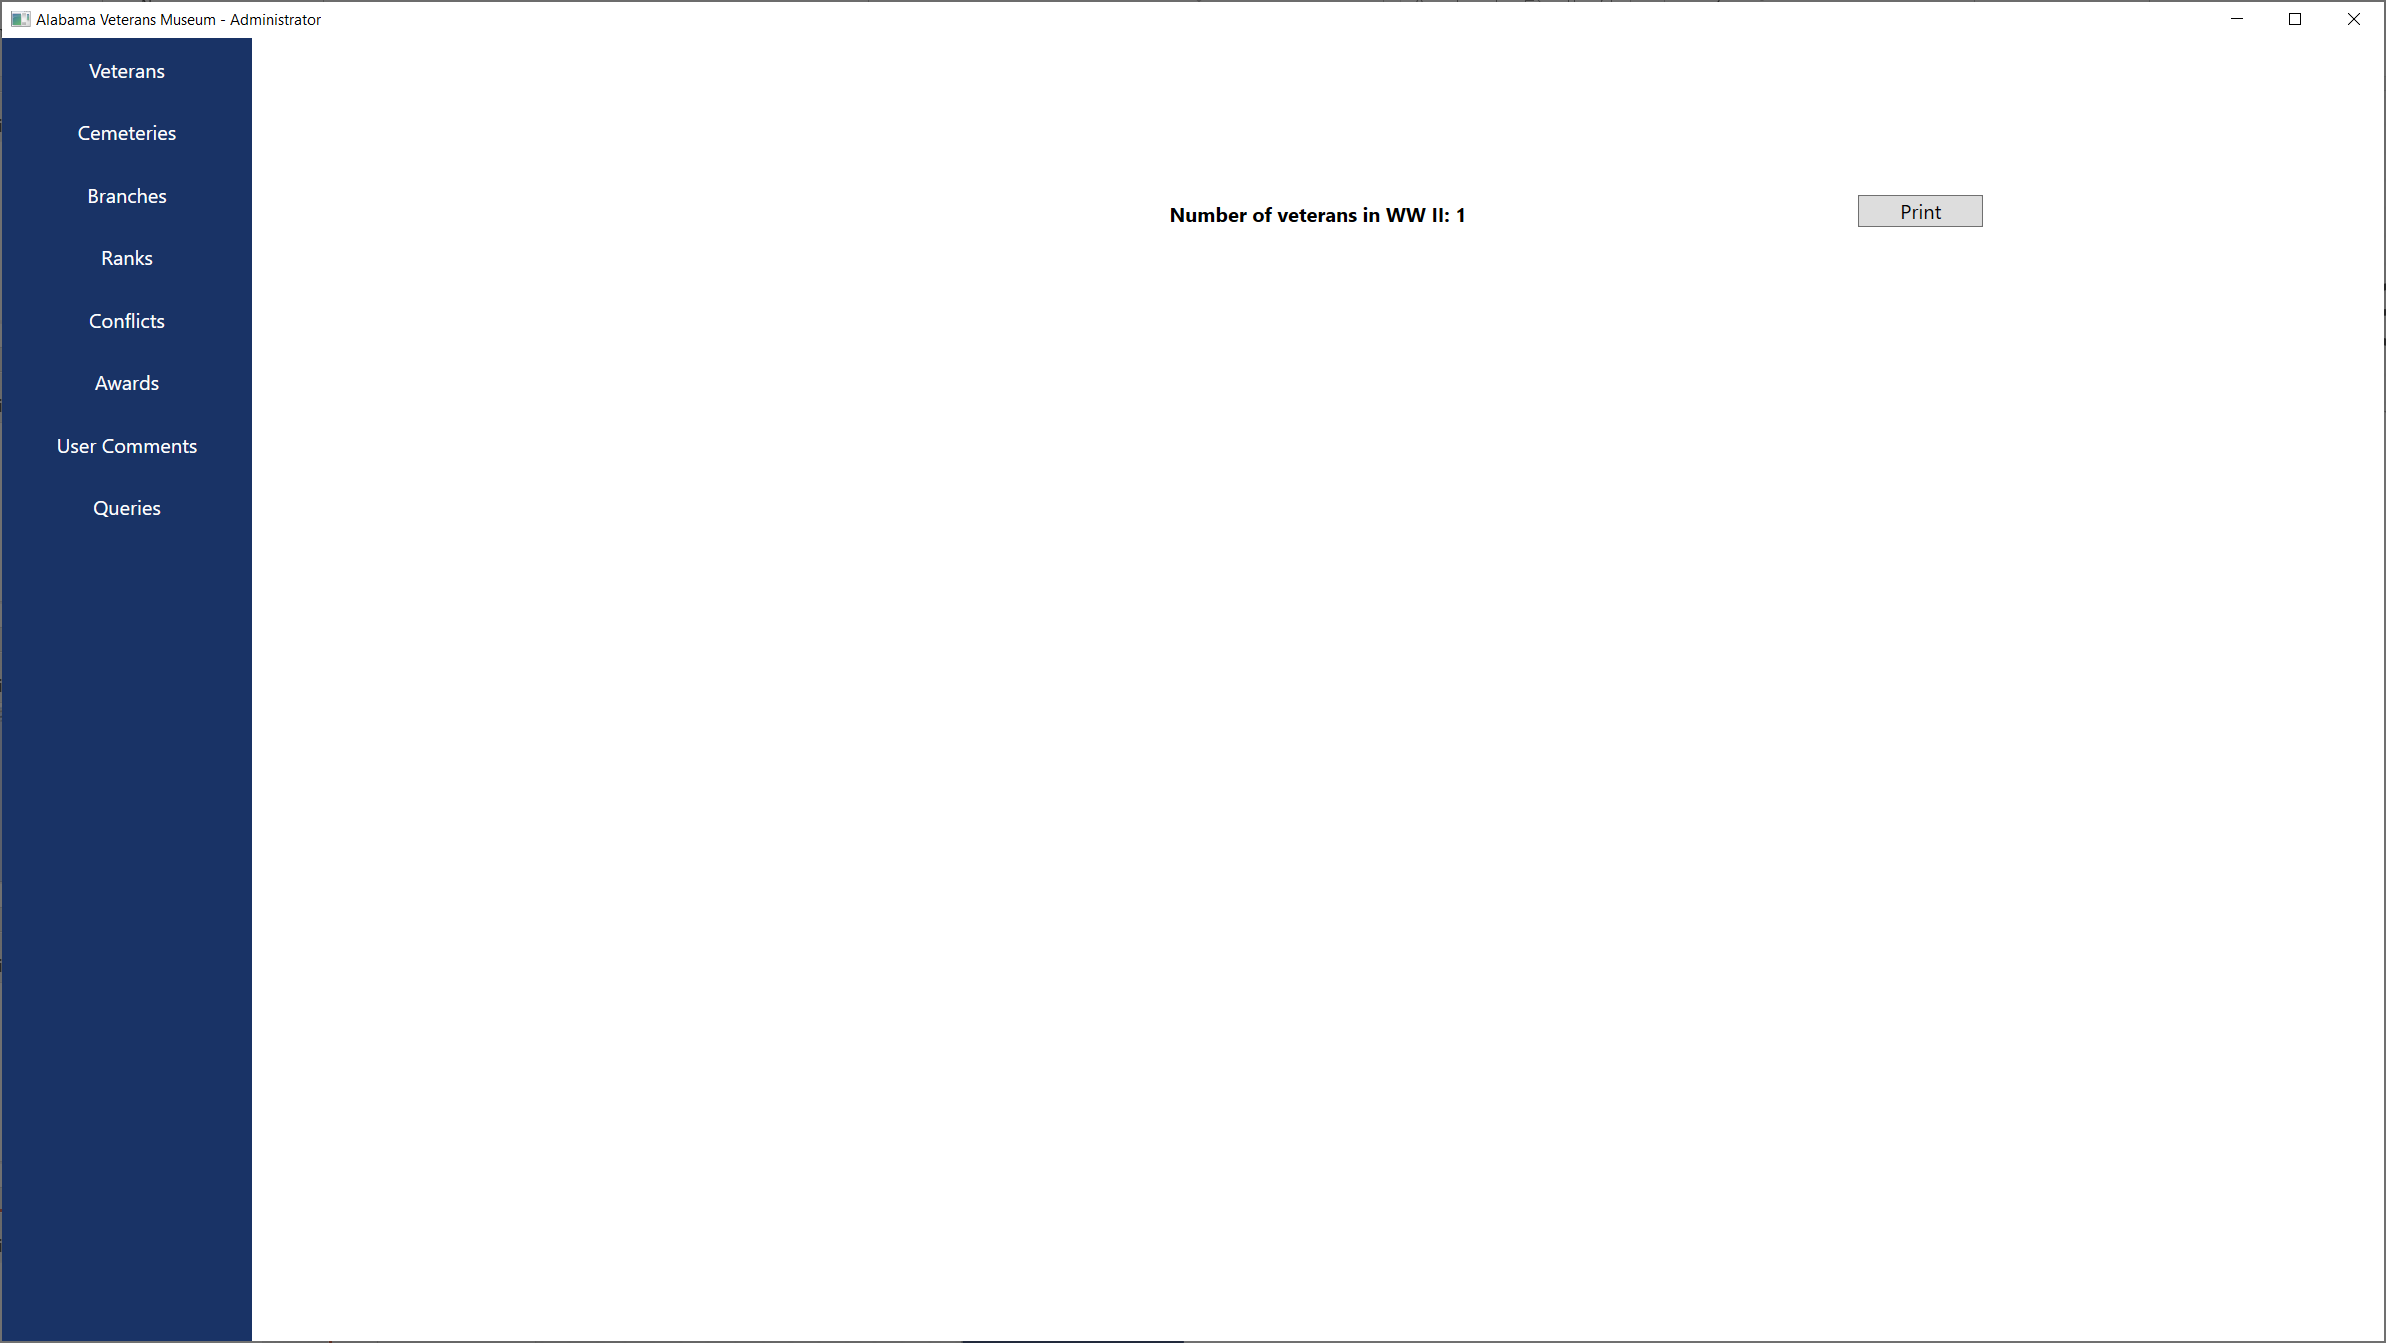 Alabama Veterans Museum - Administrator
Veterans
Cemeteries
Branches
Ranks
Conflicts
Awards
User Comments
Queries
Number of veterans in WW II: 1
Print